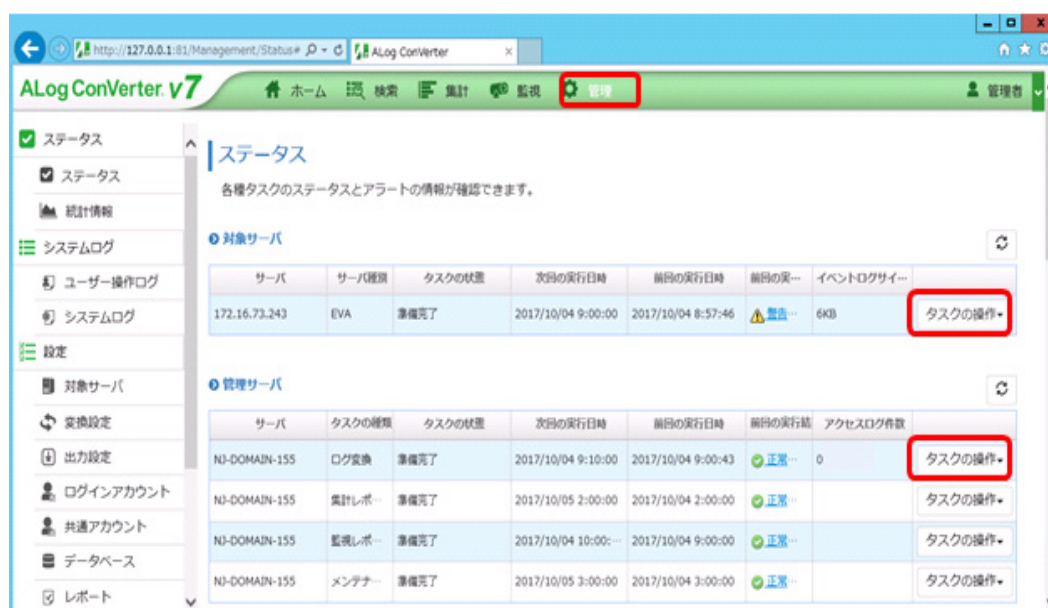 http://127.0.0.1:81/Management/Status#
ALog ConVerter
ALog ConVerter v7
ホーム
検索
集計
監視
管理
管理者
ステータス
ステータス
統計情報
システムログ
ユーザー操作ログ
システムログ
設定
対象サーバ
変換設定
出力設定
ログインアカウント
共通アカウント
データベース
レポート
ステータス
各種タスクのステータスとアラートの情報が確認できます。
対象サーバ
サーバ サーバ種別 タスクの状態 次回の実行日時 前回の実行日時 前回の実… イベントログサイ…
172.16.73.243 EVA 準備完了 2017/10/04 9:00:00 2017/10/04 8:57:46 警告… 6KB タスクの操作
管理サーバ
サーバ タスクの種類 タスクの状態 次回の実行日時 前回の実行日時 前回の実行結 アクセスログ件数
NJ-DOMAIN-155 ログ変換 準備完了 2017/10/04 9:10:00 2017/10/04 9:00:43 正常… 0 タスクの操作
NJ-DOMAIN-155 集計レポ… 準備完了 2017/10/05 2:00:00 2017/10/04 2:00:00 正常… タスクの操作
NJ-DOMAIN-155 監視レポ… 準備完了 2017/10/04 10:00:… 2017/10/04 9:00:00 正常… タスクの操作
NJ-DOMAIN-155 メンテナ… 準備完了 2017/10/05 3:00:00 2017/10/04 3:00:00 正常… タスクの操作